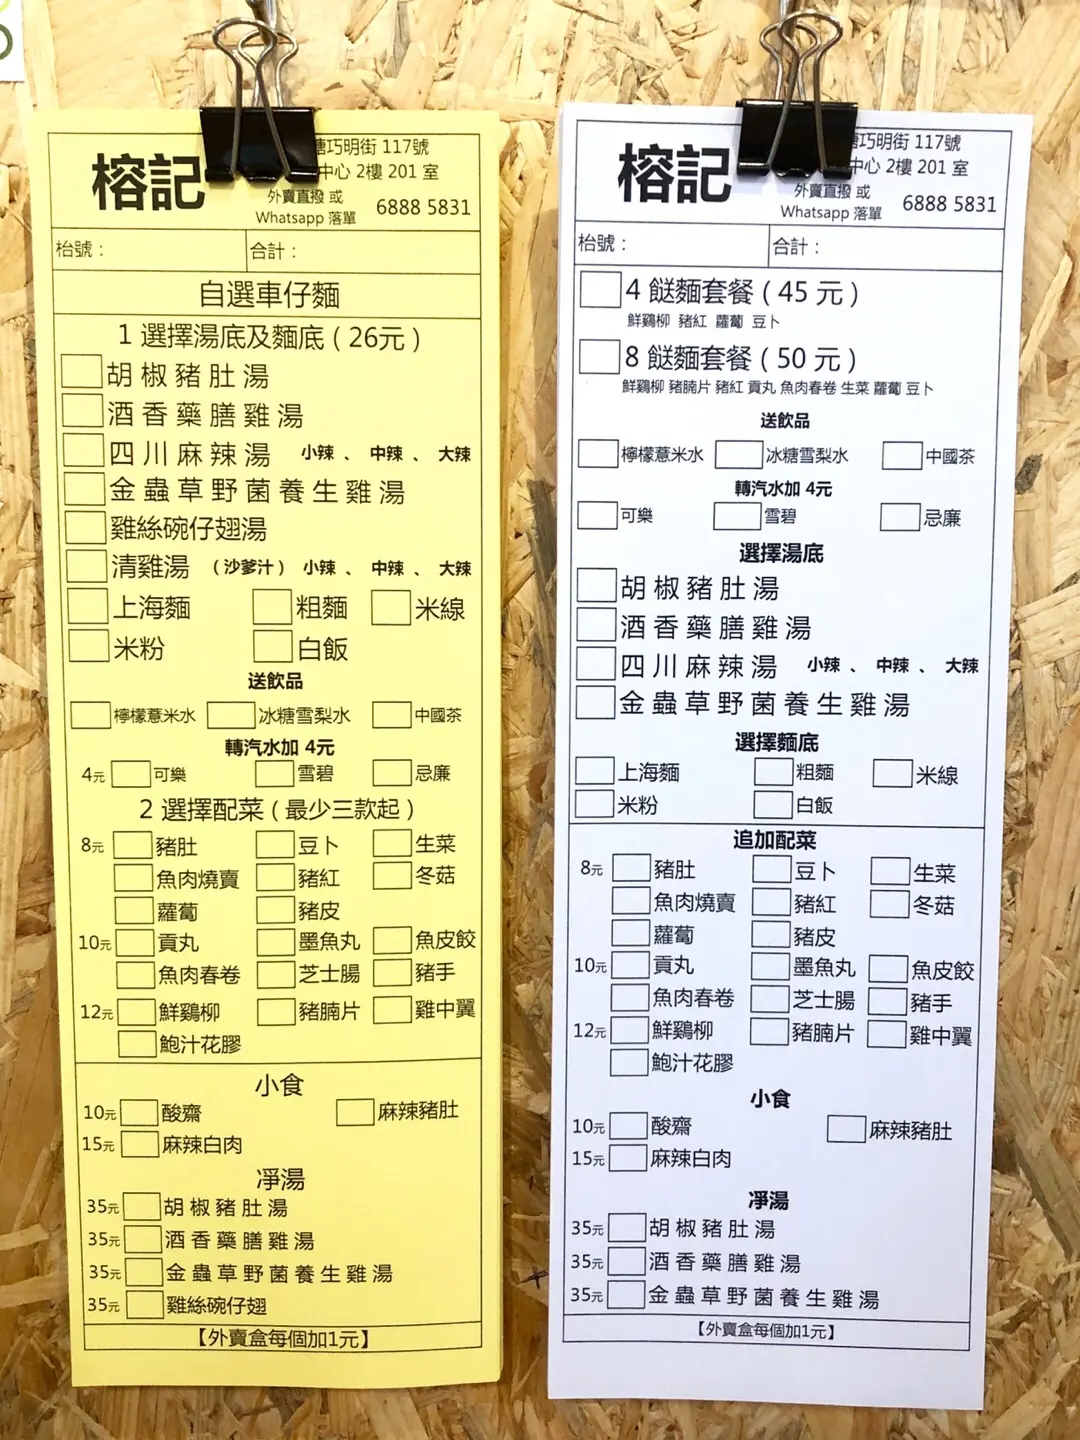 榕記
塘巧明街 117號
中心 2樓 201 室
外賣直撥 或
Whatsapp 落單 6888 5831
枱號： 合計：
自選車仔麵
1 選擇湯底及麵底 ( 26元 )
胡椒豬肚湯
酒香藥膳雞湯
四川麻辣湯 小辣 、 中辣 、 大辣
金蟲草野菌養生雞湯
雞絲碗仔翅湯
清雞湯 （沙爹汁） 小辣 、 中辣 、 大辣
上海麵 粗麵 米線
米粉 白飯
送飲品
檸檬薏米水 冰糖雪梨水 中國茶
轉汽水加 4元
4元 可樂 雪碧 忌廉
2 選擇配菜 ( 最少三款起 )
8元 豬肚 豆卜 生菜
魚肉燒賣 豬紅 冬菇
蘿蔔 豬皮
10元 貢丸 墨魚丸 魚皮餃
魚肉春卷 芝士腸 豬手
12元 鮮鷄柳 豬腩片 雞中翼
鮑汁花膠
小食
10元 酸齋 麻辣豬肚
15元 麻辣白肉
淨湯
35元 胡椒豬肚湯
35元 酒香藥膳雞湯
35元 金蟲草野菌養生雞湯
35元 雞絲碗仔翅
【外賣盒每個加1元】
榕記
塘巧明街 117號
中心 2樓 201 室
外賣直撥 或
Whatsapp 落單 6888 5831
枱號： 合計：
4 餸麵套餐 ( 45 元 )
鮮鷄柳 豬紅 蘿蔔 豆卜
8 餸麵套餐 ( 50 元 )
鮮鷄柳 豬腩片 豬紅 貢丸 魚肉春卷 生菜 蘿蔔 豆卜
送飲品
檸檬薏米水 冰糖雪梨水 中國茶
轉汽水加 4元
可樂 雪碧 忌廉
選擇湯底
胡椒豬肚湯
酒香藥膳雞湯
四川麻辣湯 小辣 、 中辣 、 大辣
金蟲草野菌養生雞湯
選擇麵底
上海麵 粗麵 米線
米粉 白飯
追加配菜
8元 豬肚 豆卜 生菜
魚肉燒賣 豬紅 冬菇
蘿蔔 豬皮
10元 貢丸 墨魚丸 魚皮餃
魚肉春卷 芝士腸 豬手
12元 鮮鷄柳 豬腩片 雞中翼
鮑汁花膠
小食
10元 酸齋 麻辣豬肚
15元 麻辣白肉
淨湯
35元 胡椒豬肚湯
35元 酒香藥膳雞湯
35元 金蟲草野菌養生雞湯
【外賣盒每個加1元】